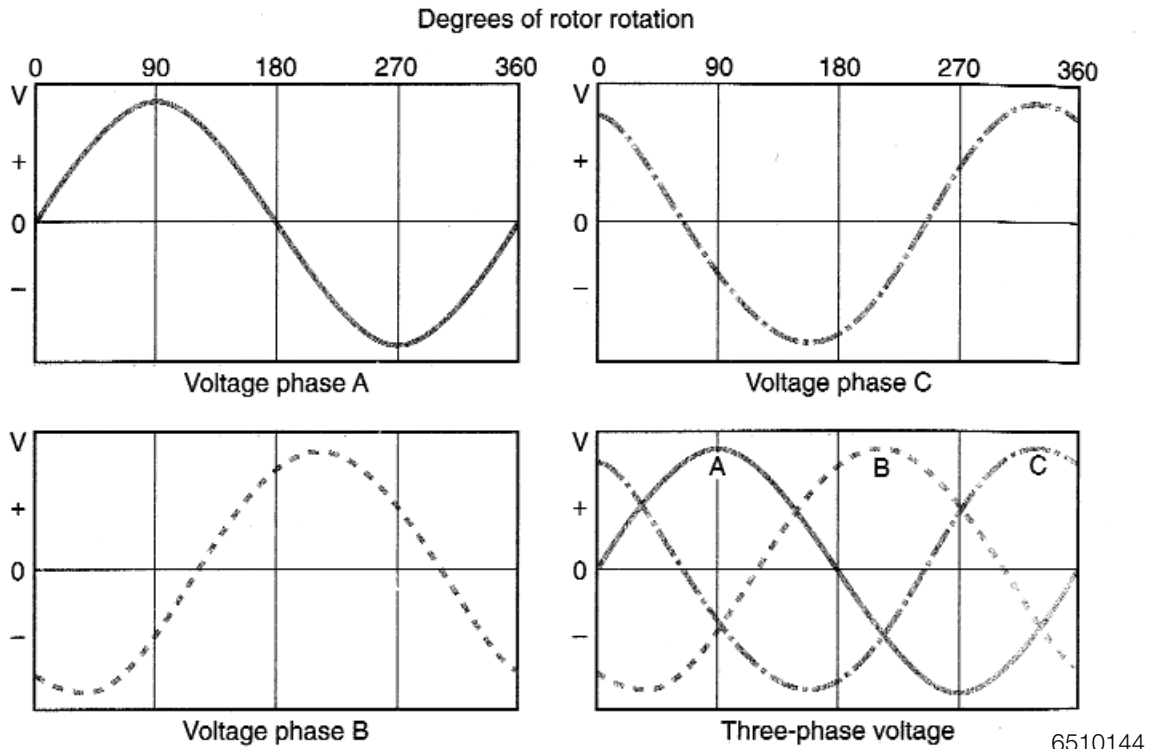 Degrees of rotor rotation
0 90 180 270 360
V
+
0
–
Voltage phase A
0 90 180 270 360
V
+
0
–
Voltage phase C
V
+
0
–
Voltage phase B
V
+
0
–
A B C
Three-phase voltage
6510144